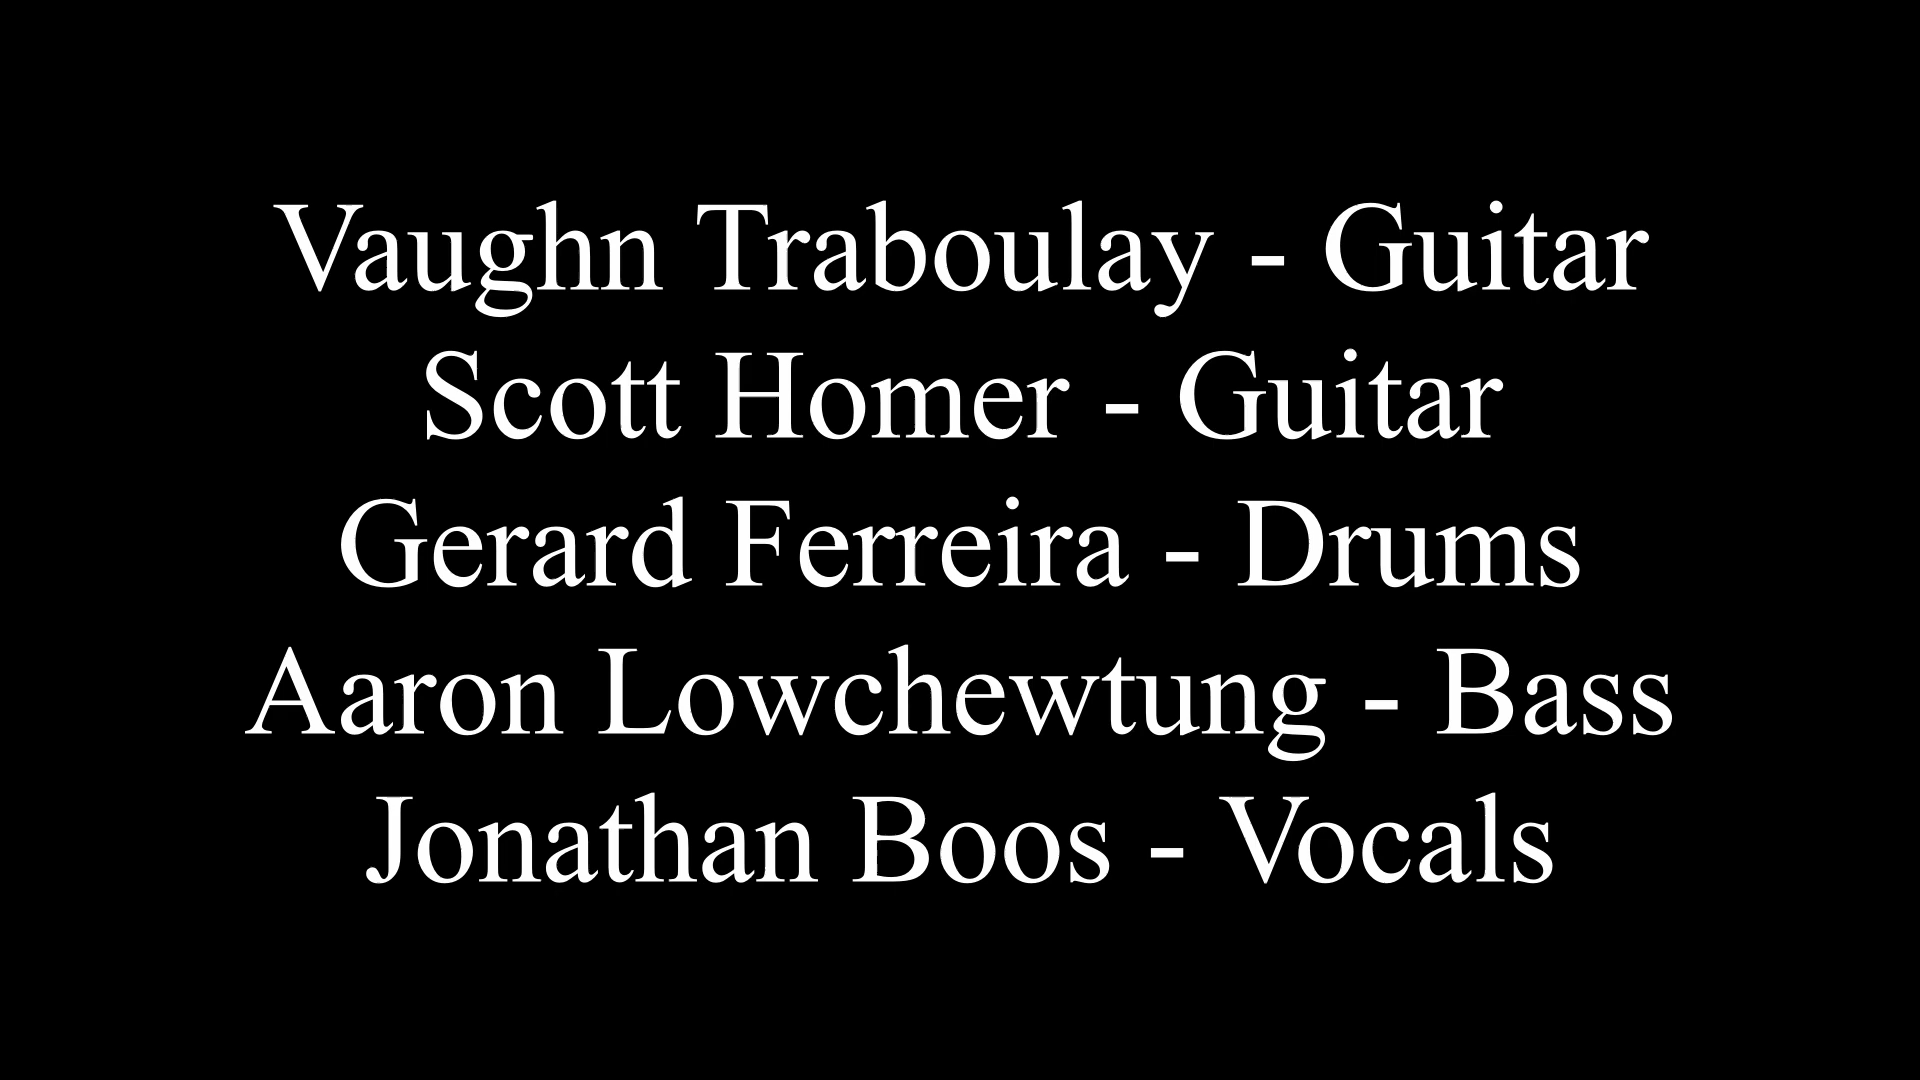 Vaughn Traboulay - Guitar
Scott Homer - Guitar
Gerard Ferreira - Drums
Aaron Lowchewtung - Bass
Jonathan Boos - Vocals